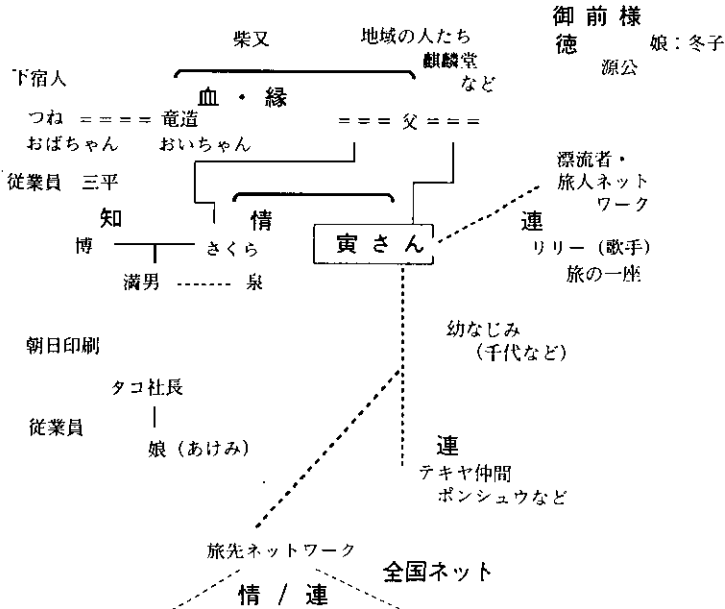 御前様
柴又 地域の人たち 徳 娘：冬子
麒麟堂 源公
下宿人 など
血・縁
つね ==== 竜造 === 父 ===
おばちゃん おいちゃん
漂流者・
従業員 三平 旅人ネット
ワーク
知 情 連
博 さくら 寅さん リリー（歌手）
旅の一座
満男 ------- 泉
幼なじみ
朝日印刷 （千代など）
タコ社長
従業員
娘（あけみ） 連
テキヤ仲間
ポンシュウなど
旅先ネットワーク
全国ネット
情 / 連